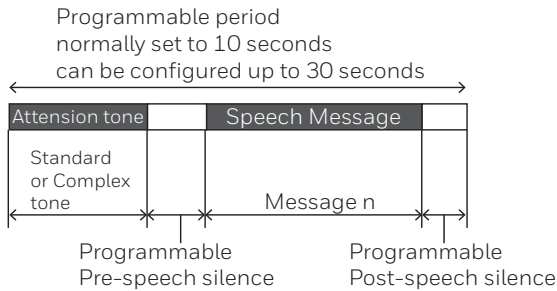 Programmable period
normally set to 10 seconds
can be configured up to 30 seconds
Attension tone
Speech Message
Standard
or Complex
tone
Message n
Programmable
Pre-speech silence
Programmable
Post-speech silence